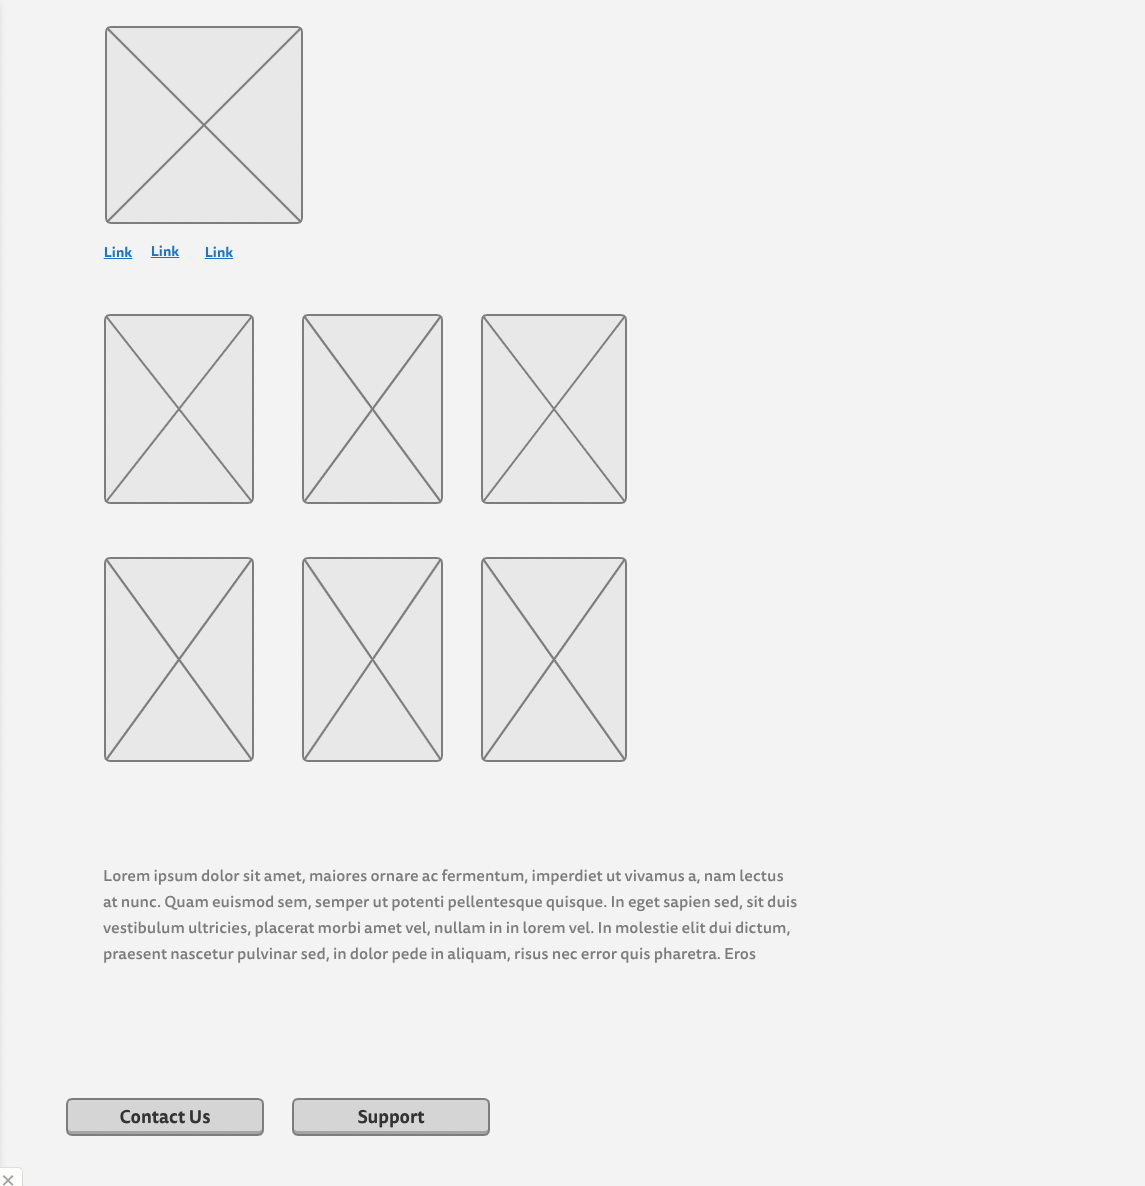 Link Link Link
Lorem ipsum dolor sit amet, maiores ornare ac fermentum, imperdiet ut vivamus a, nam lectus
at nunc. Quam euismod sem, semper ut potenti pellentesque quisque. In eget sapien sed, sit duis
vestibulum ultricies, placerat morbi amet vel, nullam in in lorem vel. In molestie elit dui dictum,
praesent nascetur pulvinar sed, in dolor pede in aliquam, risus nec error quis pharetra. Eros
Contact Us Support